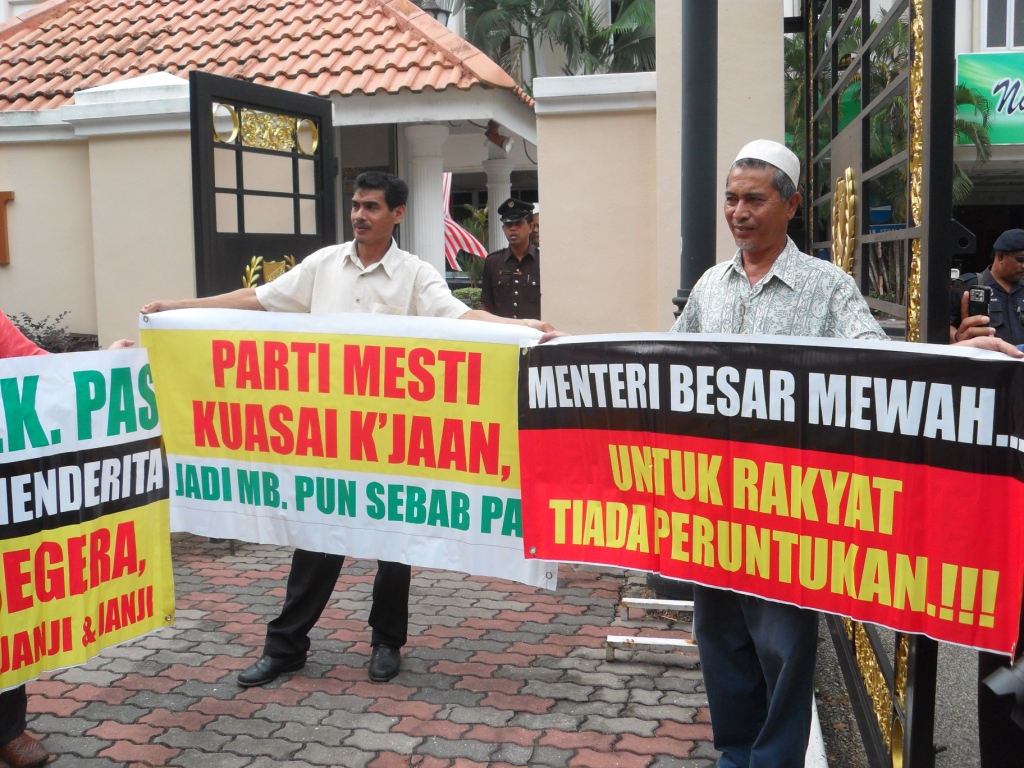 .K. PAS
MENDERITA
SEGERA,
JANJI & JANJI
PARTI MESTI
KUASAI K'JAAN,
JADI MB. PUN SEBAB PA
MENTERI BESAR MEWAH...
UNTUK RAKYAT
TIADA PERUNTUKAN.!!!